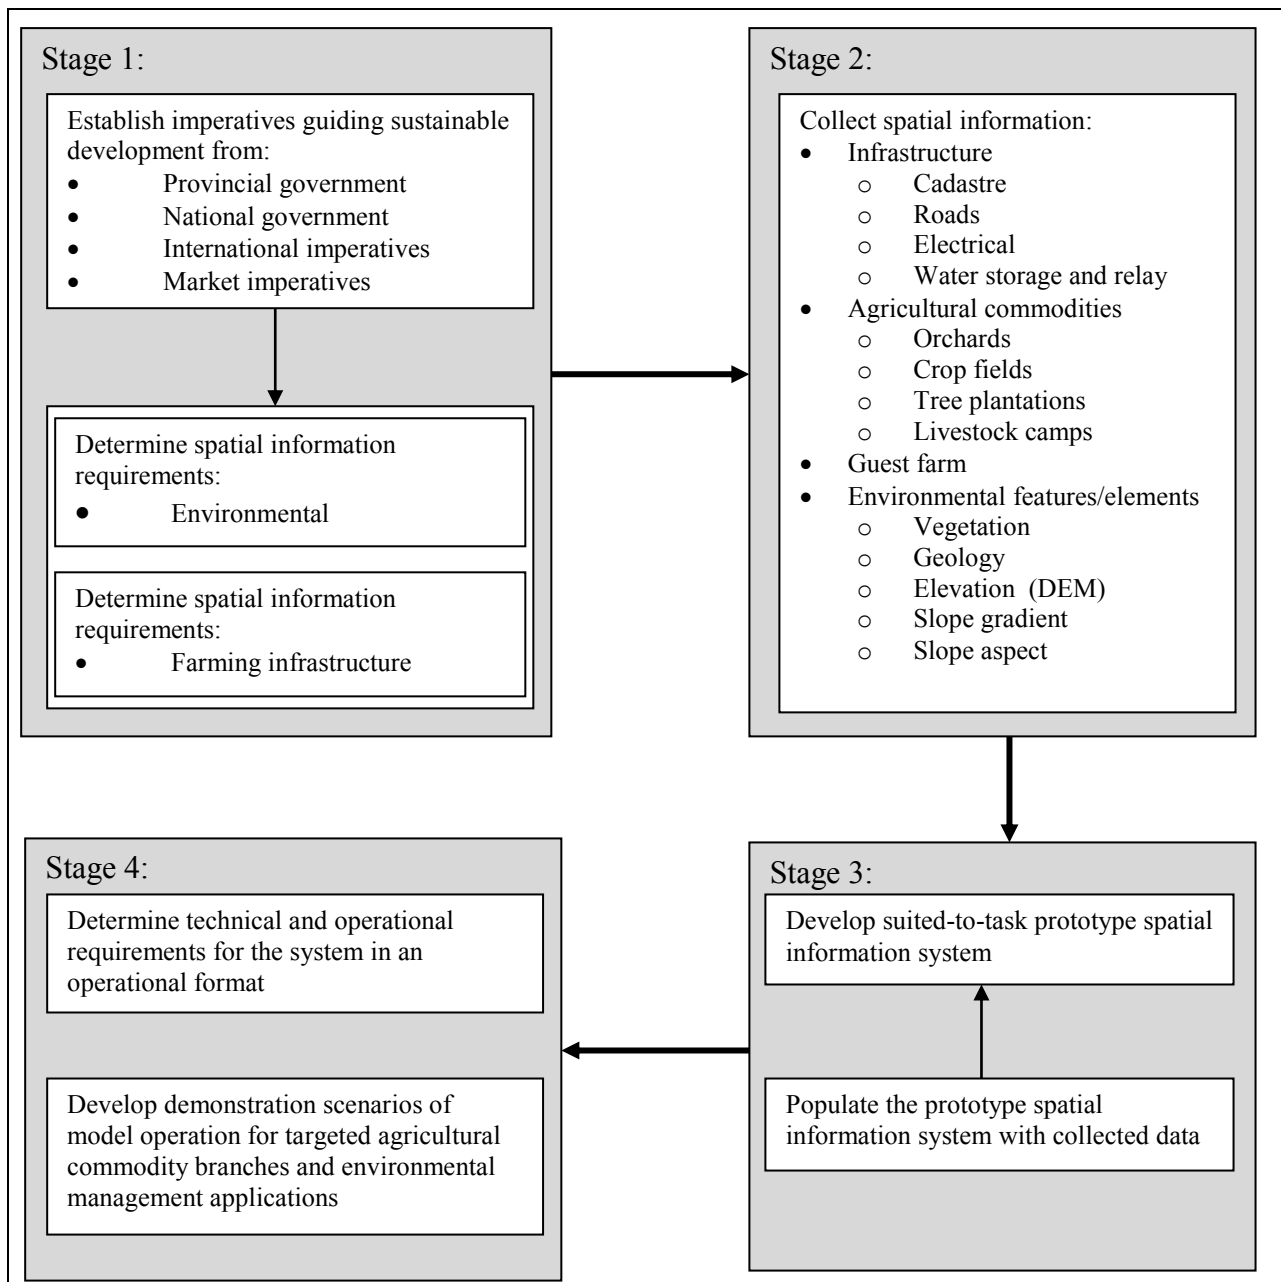 Stage 1:
Establish imperatives guiding sustainable
development from:
• Provincial government
• National government
• International imperatives
• Market imperatives
Determine spatial information
requirements:
• Environmental
Determine spatial information
requirements:
• Farming infrastructure
Stage 2:
Collect spatial information:
• Infrastructure
o Cadastre
o Roads
o Electrical
o Water storage and relay
• Agricultural commodities
o Orchards
o Crop fields
o Tree plantations
o Livestock camps
• Guest farm
• Environmental features/elements
o Vegetation
o Geology
o Elevation (DEM)
o Slope gradient
o Slope aspect
Stage 3:
Develop suited-to-task prototype spatial
information system
Populate the prototype spatial
information system with collected data
Stage 4:
Determine technical and operational
requirements for the system in an
operational format
Develop demonstration scenarios of
model operation for targeted agricultural
commodity branches and environmental
management applications